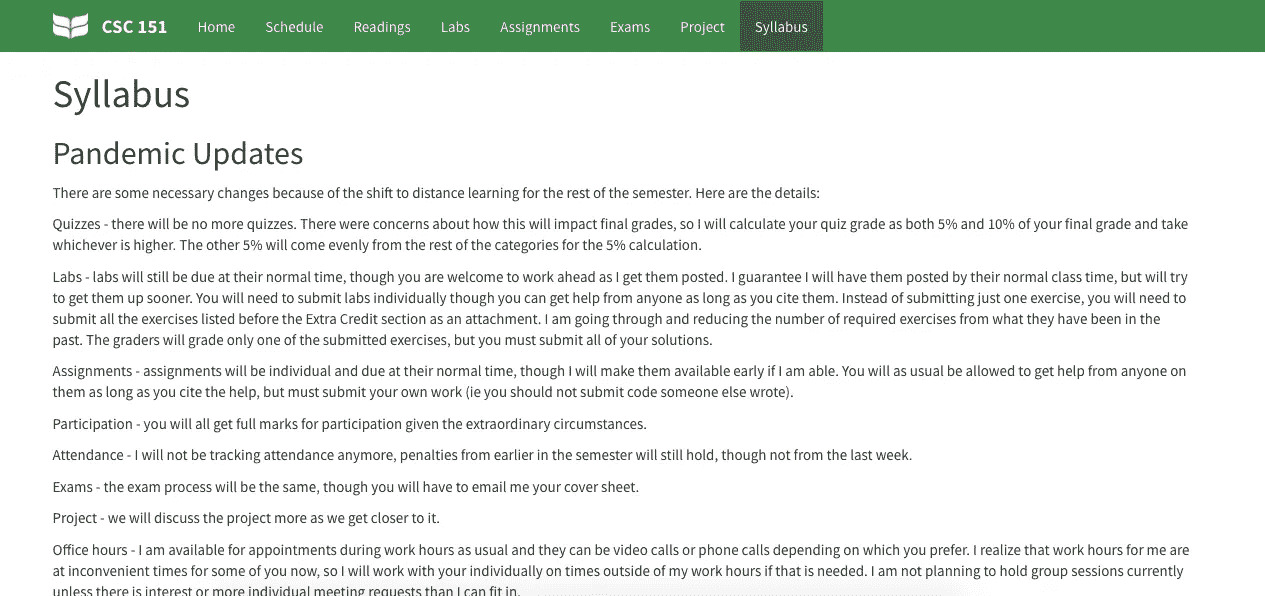 CSC 151 Home Schedule Readings Labs Assignments Exams Project Syllabus
Syllabus
Pandemic Updates
There are some necessary changes because of the shift to distance learning for the rest of the semester. Here are the details:
Quizzes - there will be no more quizzes. There were concerns about how this will impact final grades, so I will calculate your quiz grade as both 5% and 10% of your final grade and take
whichever is higher. The other 5% will come evenly from the rest of the categories for the 5% calculation.
Labs - labs will still be due at their normal time, though you are welcome to work ahead as I get them posted. I guarantee I will have them posted by their normal class time, but will try
to get them up sooner. You will need to submit labs individually though you can get help from anyone as long as you cite them. Instead of submitting just one exercise, you will need to
submit all the exercises listed before the Extra Credit section as an attachment. I am going through and reducing the number of required exercises from what they have been in the
past. The graders will grade only one of the submitted exercises, but you must submit all of your solutions.
Assignments - assignments will be individual and due at their normal time, though I will make them available early if I am able. You will as usual be allowed to get help from anyone on
them as long as you cite the help, but must submit your own work (ie you should not submit code someone else wrote).
Participation - you will all get full marks for participation given the extraordinary circumstances.
Attendance - I will not be tracking attendance anymore, penalties from earlier in the semester will still hold, though not from the last week.
Exams - the exam process will be the same, though you will have to email me your cover sheet.
Project - we will discuss the project more as we get closer to it.
Office hours - I am available for appointments during work hours as usual and they can be video calls or phone calls depending on which you prefer. I realize that work hours for me are
at inconvenient times for some of you now, so I will work with your individually on times outside of my work hours if that is needed. I am not planning to hold group sessions currently
unless there is interest or more individual meeting requests than I can fit in.